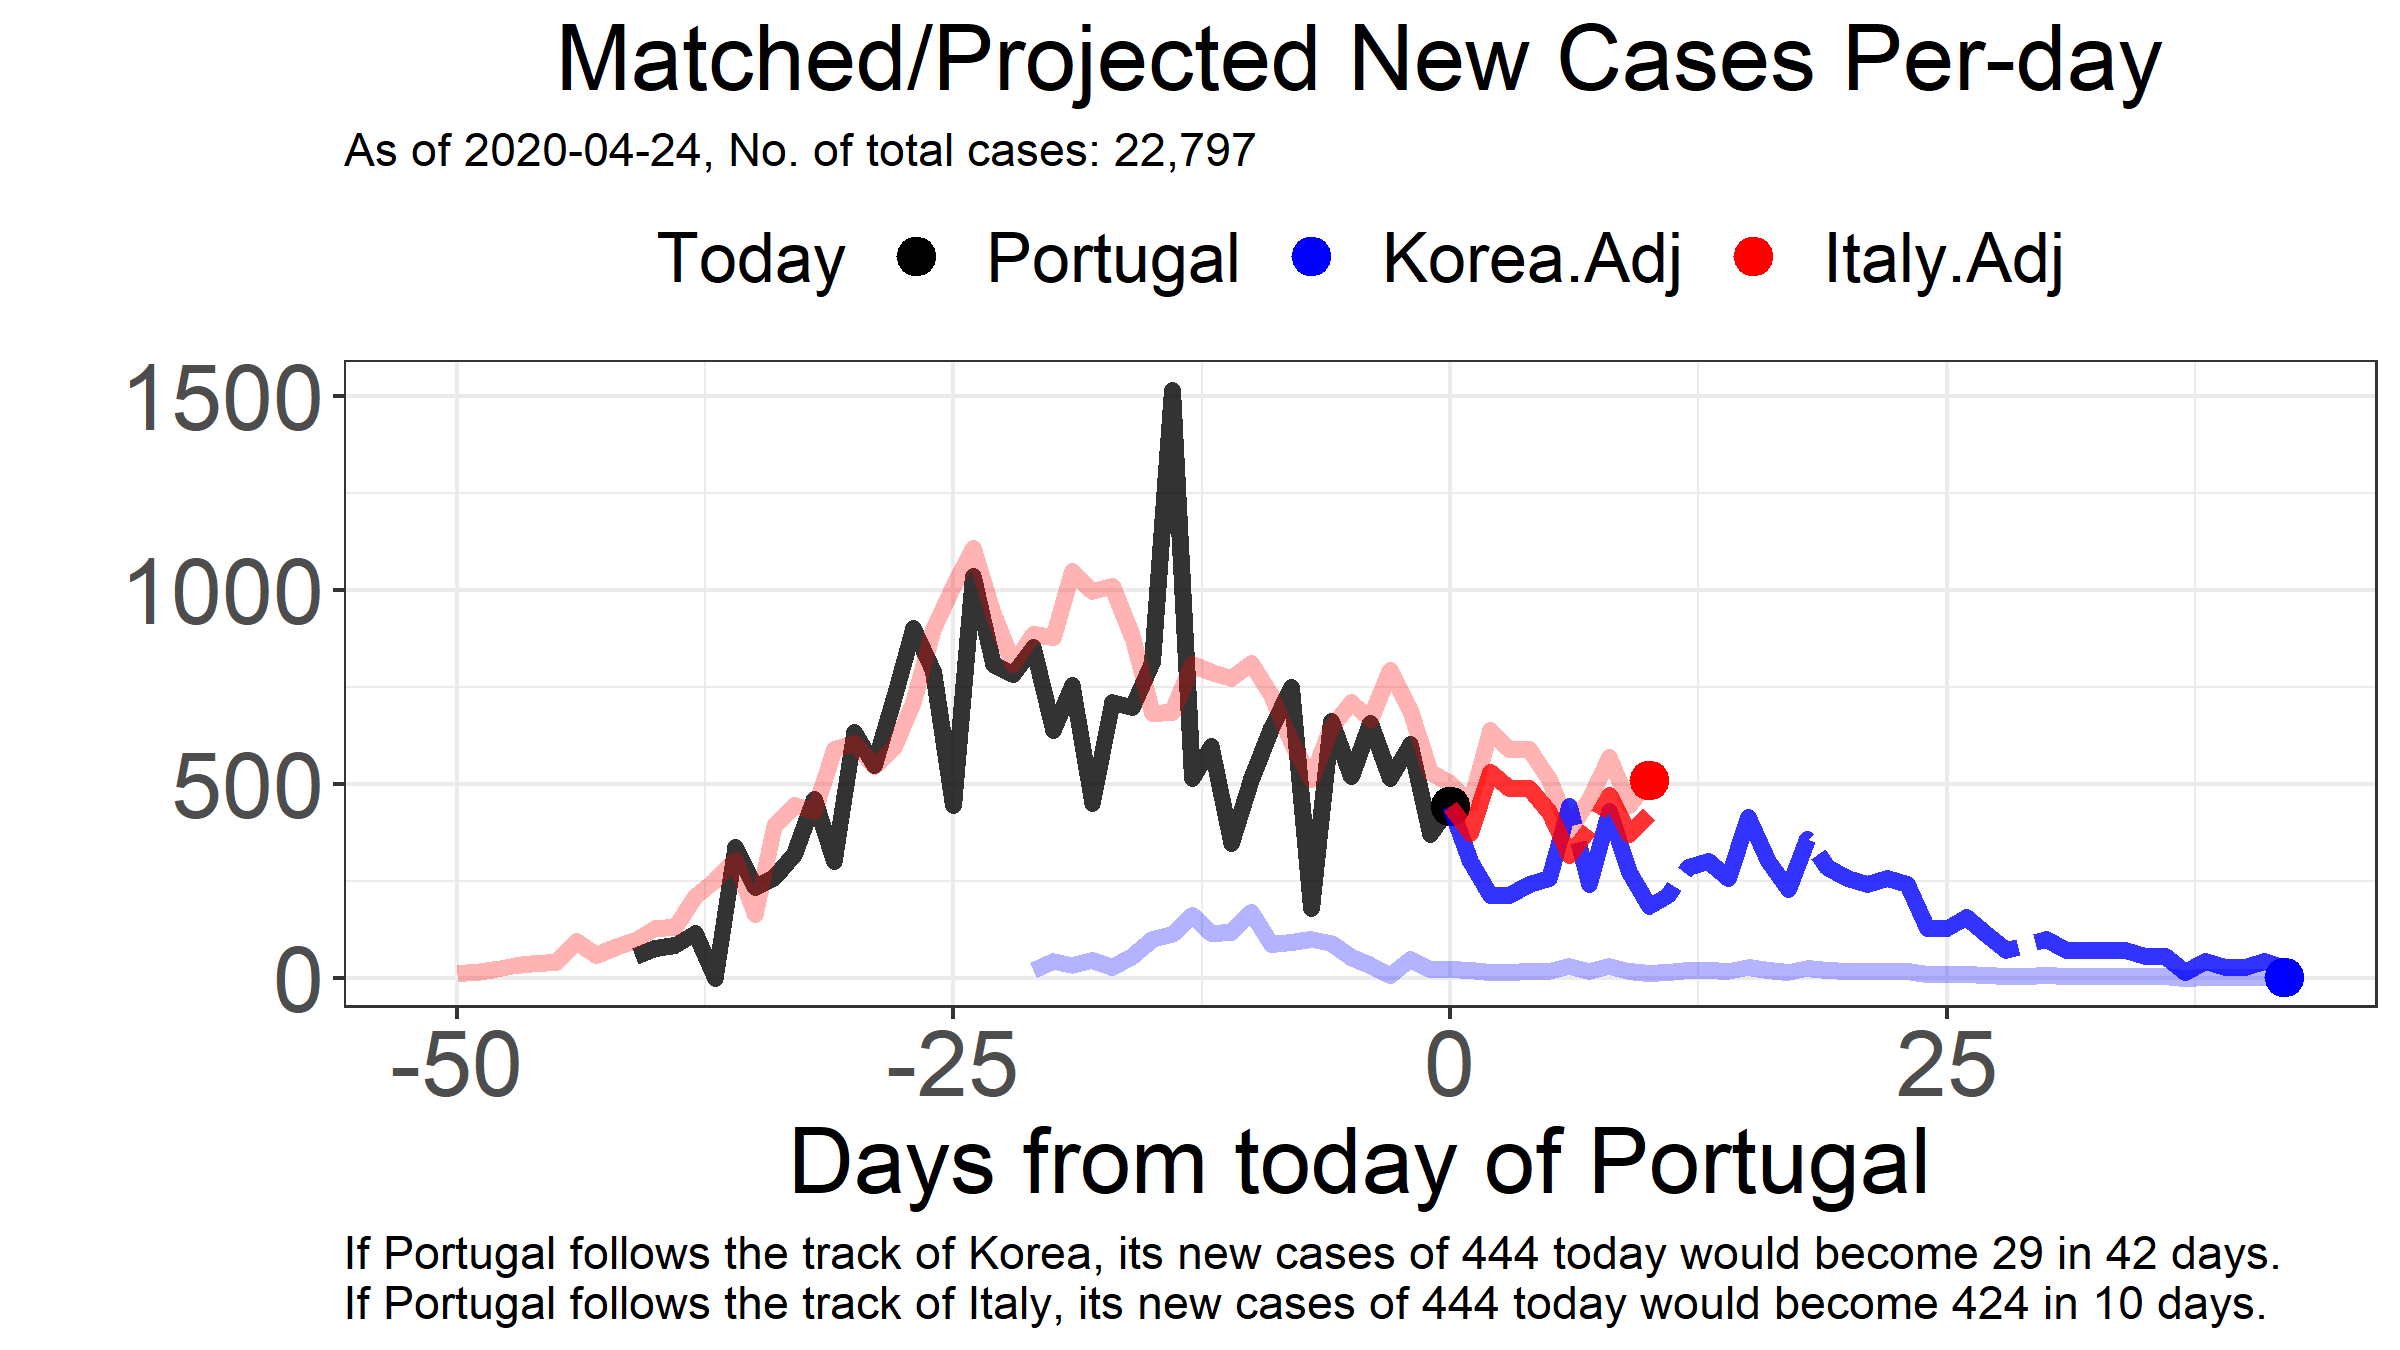 Matched/Projected New Cases Per-day
As of 2020-04-24, No. of total cases: 22,797
Today Portugal Korea.Adj Italy.Adj
1500
1000
500
0
-50 -25 0 25
Days from today of Portugal
If Portugal follows the track of Korea, its new cases of 444 today would become 29 in 42 days.
If Portugal follows the track of Italy, its new cases of 444 today would become 424 in 10 days.